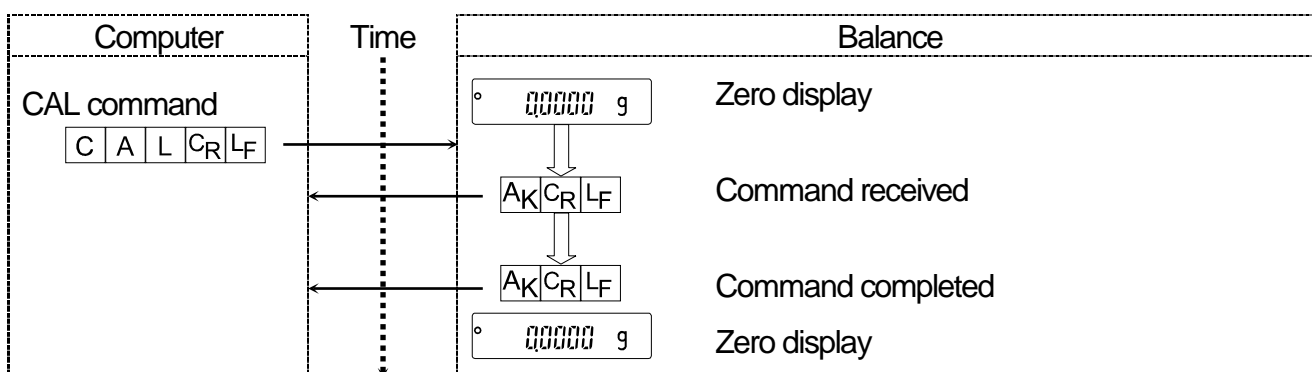 Computer Time Balance
CAL command
0.0000 g Zero display
C A L CR LF
AK CR LF Command received
AK CR LF Command completed
0.0000 g Zero display